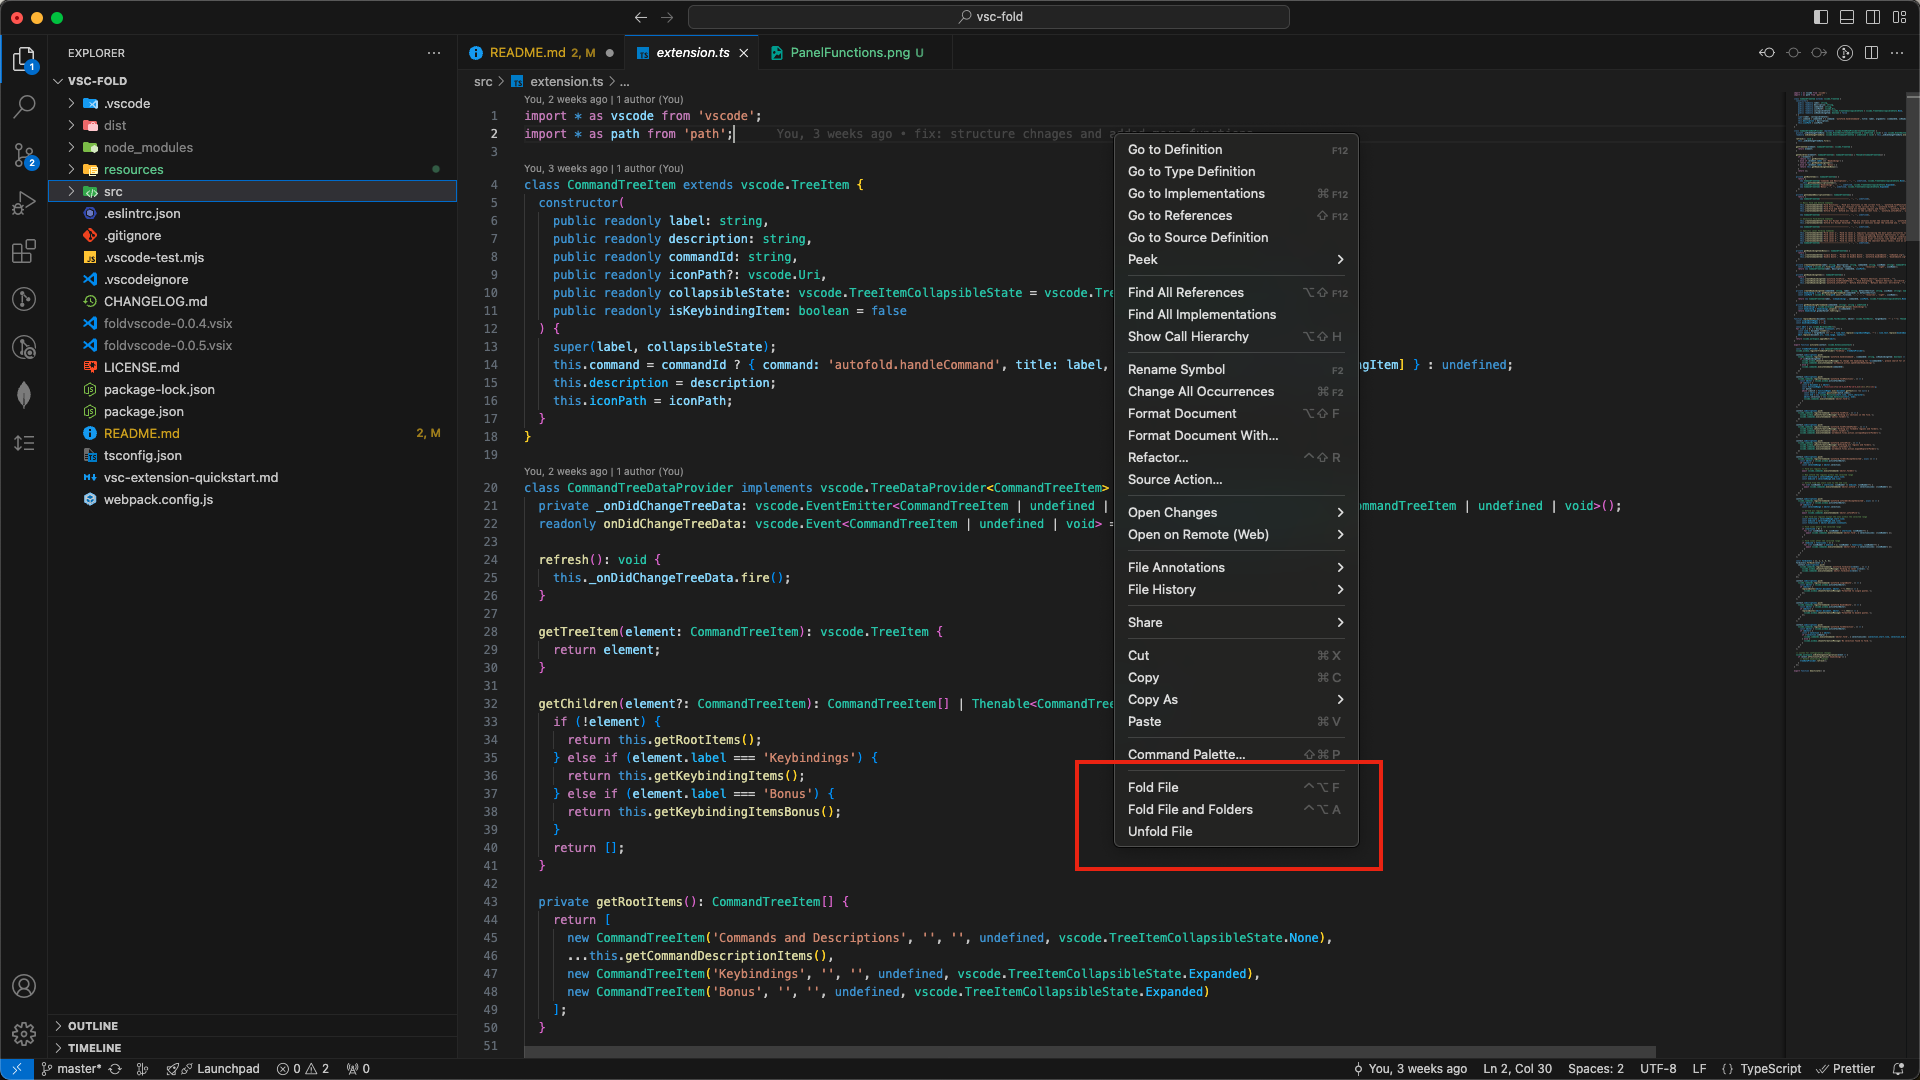 vsc-fold
EXPLORER
README.md 2, M
extension.ts
PanelFunctions.png U
VSC-FOLD
.vscode
dist
node_modules
resources
src
.eslintrc.json
.gitignore
.vscode-test.mjs
.vscodeignore
CHANGELOG.md
foldvscode-0.0.4.vsix
foldvscode-0.0.5.vsix
LICENSE.md
package-lock.json
package.json
README.md 2, M
tsconfig.json
vsc-extension-quickstart.md
webpack.config.js
OUTLINE
TIMELINE
1
2
src > extension.ts > ...
You, 2 weeks ago | 1 author (You)
1 import * as vscode from 'vscode';
2 import * as path from 'path'; You, 3 weeks ago • fix: structure chnages and added more functions
3
You, 3 weeks ago | 1 author (You)
4 class CommandTreeItem extends vscode.TreeItem {
5 constructor(
6 public readonly label: string,
7 public readonly description: string,
8 public readonly commandId: string,
9 public readonly iconPath?: vscode.Uri,
10 public readonly collapsibleState: vscode.TreeItemCollapsibleState = vscode.Tre
11 public readonly isKeybindingItem: boolean = false
12 ) {
13 super(label, collapsibleState);
14 this.command = commandId ? { command: 'autofold.handleCommand', title: label, ngItem] } : undefined;
15 this.description = description;
16 this.iconPath = iconPath;
17 }
18 }
19
You, 2 weeks ago | 1 author (You)
20 class CommandTreeDataProvider implements vscode.TreeDataProvider<CommandTreeItem>
21 private _onDidChangeTreeData: vscode.EventEmitter<CommandTreeItem | undefined | ommandTreeItem | undefined | void>();
22 readonly onDidChangeTreeData: vscode.Event<CommandTreeItem | undefined | void> =
23
24 refresh(): void {
25 this._onDidChangeTreeData.fire();
26 }
27
28 getTreeItem(element: CommandTreeItem): vscode.TreeItem {
29 return element;
30 }
31
32 getChildren(element?: CommandTreeItem): CommandTreeItem[] | Thenable<CommandTree
33 if (!element) {
34 return this.getRootItems();
35 } else if (element.label === 'Keybindings') {
36 return this.getKeybindingItems();
37 } else if (element.label === 'Bonus') {
38 return this.getKeybindingItemsBonus();
39 }
40 return [];
41 }
42
43 private getRootItems(): CommandTreeItem[] {
44 return [
45 new CommandTreeItem('Commands and Descriptions', '', '', undefined, vscode.TreeItemCollapsibleState.None),
46 ...this.getCommandDescriptionItems(),
47 new CommandTreeItem('Keybindings', '', '', undefined, vscode.TreeItemCollapsibleState.Expanded),
48 new CommandTreeItem('Bonus', '', '', undefined, vscode.TreeItemCollapsibleState.Expanded)
49 ];
50 }
51
Go to Definition F12
Go to Type Definition
Go to Implementations ⌘ F12
Go to References ⇧ F12
Go to Source Definition
Peek
Find All References ⌥⇧ F12
Find All Implementations
Show Call Hierarchy ⌥⇧ H
Rename Symbol F2
Change All Occurrences ⌘ F2
Format Document ⌥⇧ F
Format Document With...
Refactor... ^⇧ R
Source Action...
Open Changes
Open on Remote (Web)
File Annotations
File History
Share
Cut ⌘ X
Copy ⌘ C
Copy As
Paste ⌘ V
Command Palette... ⇧⌘ P
Fold File ^⌥ F
Fold File and Folders ^⌥ A
Unfold File
master* Launchpad 0 2 0
You, 3 weeks ago Ln 2, Col 30 Spaces: 2 UTF-8 LF {} TypeScript Prettier